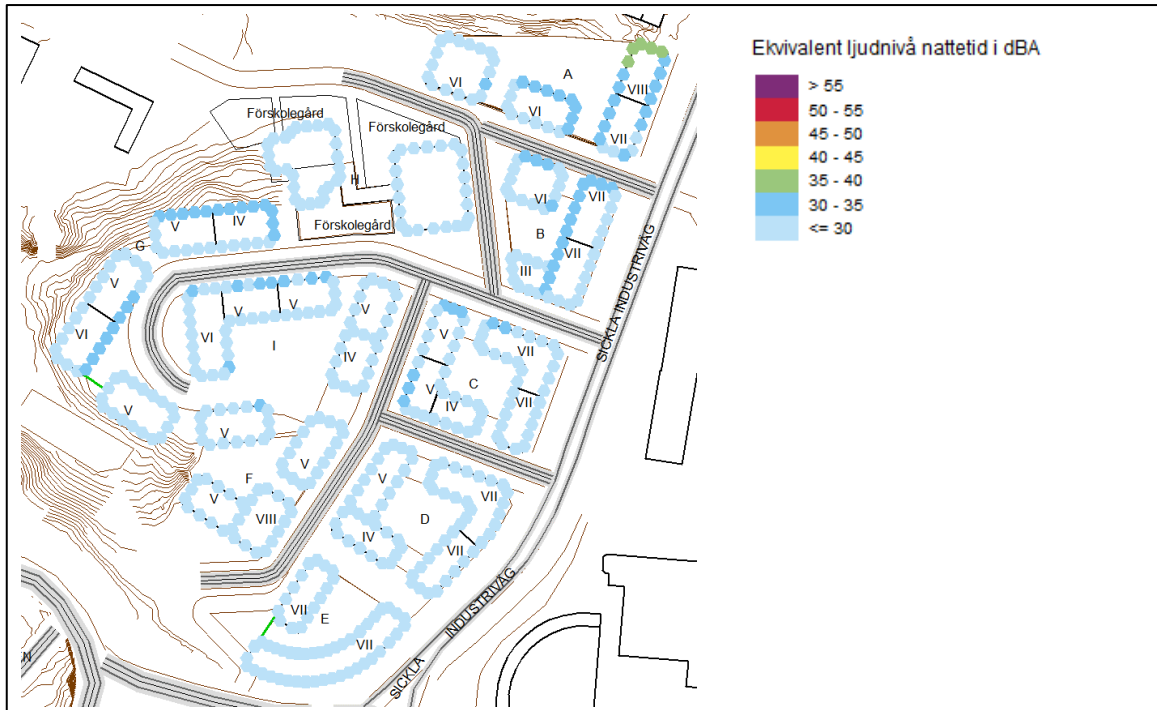 Ekvivalent ljudnivå nattetid i dBA
> 55
50 - 55
45 - 50
40 - 45
35 - 40
30 - 35
<= 30
VI
A
VIII
VI
VII
Förskolegård
Förskolegård
H
Förskolegård
VI
VII
B
VII
III
V
IV
G
V
VI
V
V
V
VI
V
I
IV
V
VII
V
C
IV
VII
V
V
F
V
VIII
V
VII
D
IV
VII
VII
E
VII
SICKLA INDUSTRIVÄG
SICKLA INDUSTRIVÄG
N